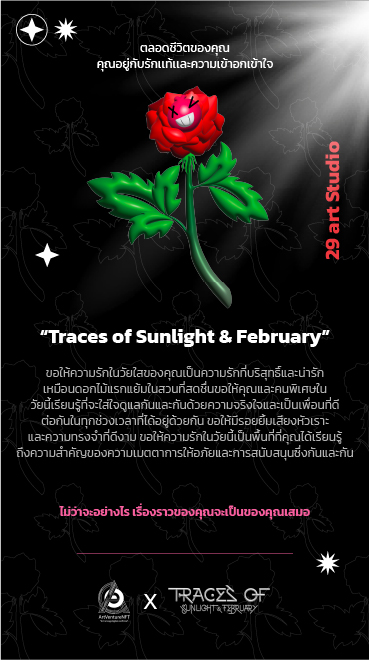 ตลอดชีวิตของคุณ
คุณอยู่กับรักแท้และความเข้าอกเข้าใจ
29 art Studio
“Traces of Sunlight & February”
ขอให้ความรักในวัยใสของคุณเป็นความรักที่บริสุทธิ์และน่ารัก
เหมือนดอกไม้แรกแย้มในสวนที่สดชื่นขอให้คุณและคนพิเศษใน
วัยนี้เรียนรู้ที่จะใส่ใจดูแลกันและกันด้วยความจริงใจและเป็นเพื่อนที่ดี
ต่อกันในทุกช่วงเวลาที่ได้อยู่ด้วยกัน ขอให้มีรอยยิ้มเสียงหัวเราะ
และความทรงจำที่ดีงาม ขอให้ความรักในวัยนี้เป็นพื้นที่ที่คุณได้เรียนรู้
ถึงความสำคัญของความเมตตาการให้อภัยและการสนับสนุนซึ่งกันและกัน
ไม่ว่าจะอย่างไร เรื่องราวของคุณจะเป็นของคุณเสมอ
ArtVentureNFT
X
TRACES OF
SUNLIGHT & FEBRUARY